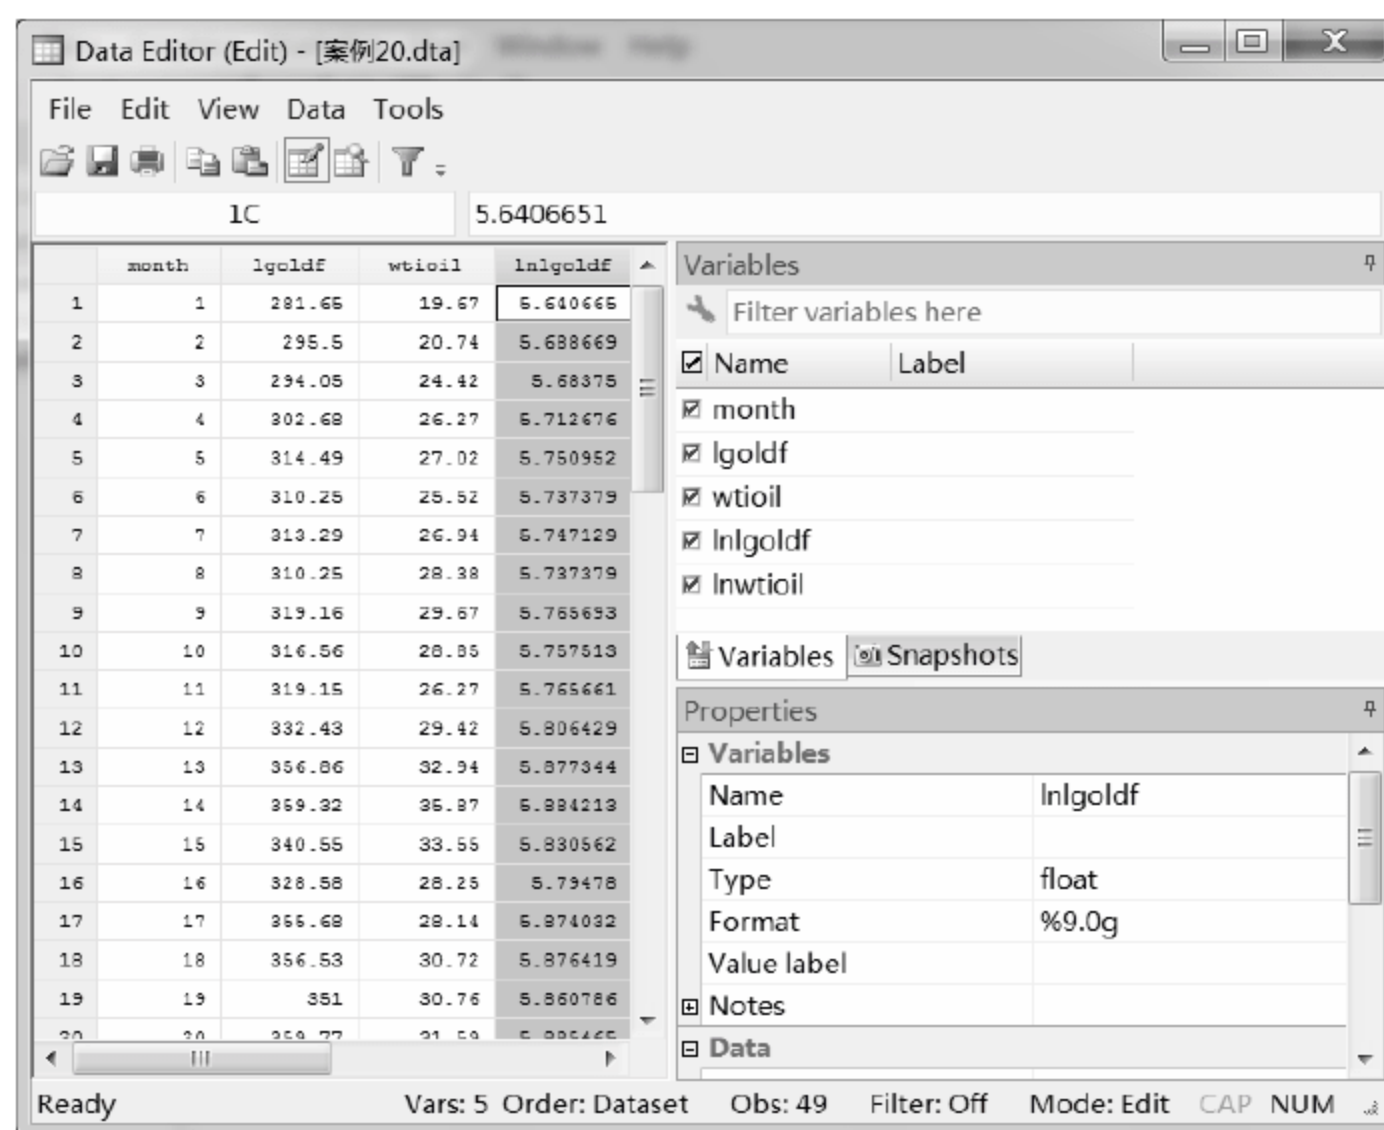 Data Editor (Edit) - [案例20.dta]
Window Help
File Edit View Data Tools
1C 5.6406651
month lgoldf wtioil lnlgoldf
1 1 281.65 19.67 5.640665
2 2 295.5 20.74 5.688669
3 3 294.05 24.42 5.68375
4 4 302.68 26.27 5.712676
5 5 314.49 27.02 5.750952
6 6 310.25 25.52 5.737379
7 7 313.29 26.94 5.747129
8 8 310.25 28.38 5.737379
9 9 319.16 29.67 5.765693
10 10 316.56 28.85 5.757513
11 11 319.15 26.27 5.765661
12 12 332.43 29.42 5.806429
13 13 356.86 32.94 5.877344
14 14 359.32 35.87 5.884213
15 15 340.55 33.55 5.830562
16 16 328.58 28.25 5.79478
17 17 355.68 28.14 5.874032
18 18 356.53 30.72 5.876419
19 19 351 30.76 5.860786
20 20 359.77 31.59 5.885465
Variables
Filter variables here
Name Label
month
lgoldf
wtioil
lnlgoldf
lnwtioil
Variables Snapshots
Properties
Variables
Name lnlgoldf
Label
Type float
Format %9.0g
Value label
Notes
Data
Ready Vars: 5 Order: Dataset Obs: 49 Filter: Off Mode: Edit CAP NUM